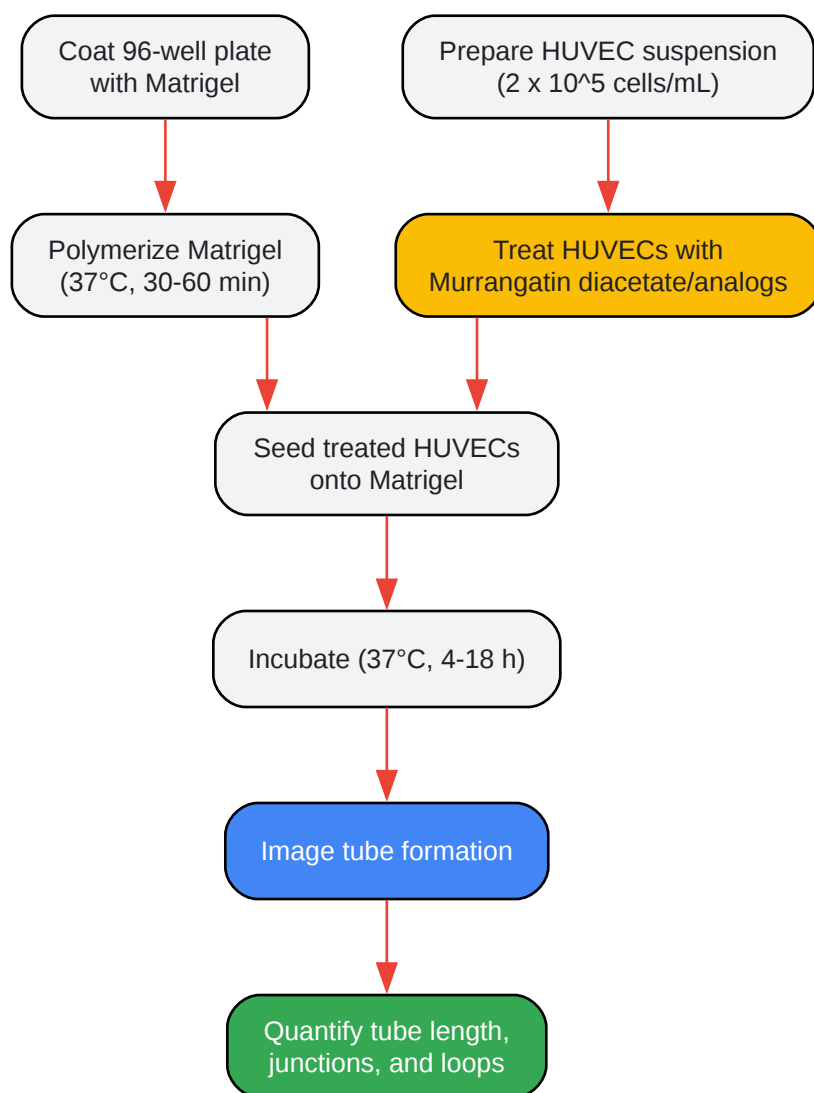 Coat 96-well plate
with Matrigel
Prepare HUVEC suspension
(2 x 10^5 cells/mL)
Polymerize Matrigel
(37°C, 30-60 min)
Treat HUVECs with
Murrangatin diacetate/analogs
Seed treated HUVECs
onto Matrigel
Incubate (37°C, 4-18 h)
Image tube formation
Quantify tube length,
junctions, and loops